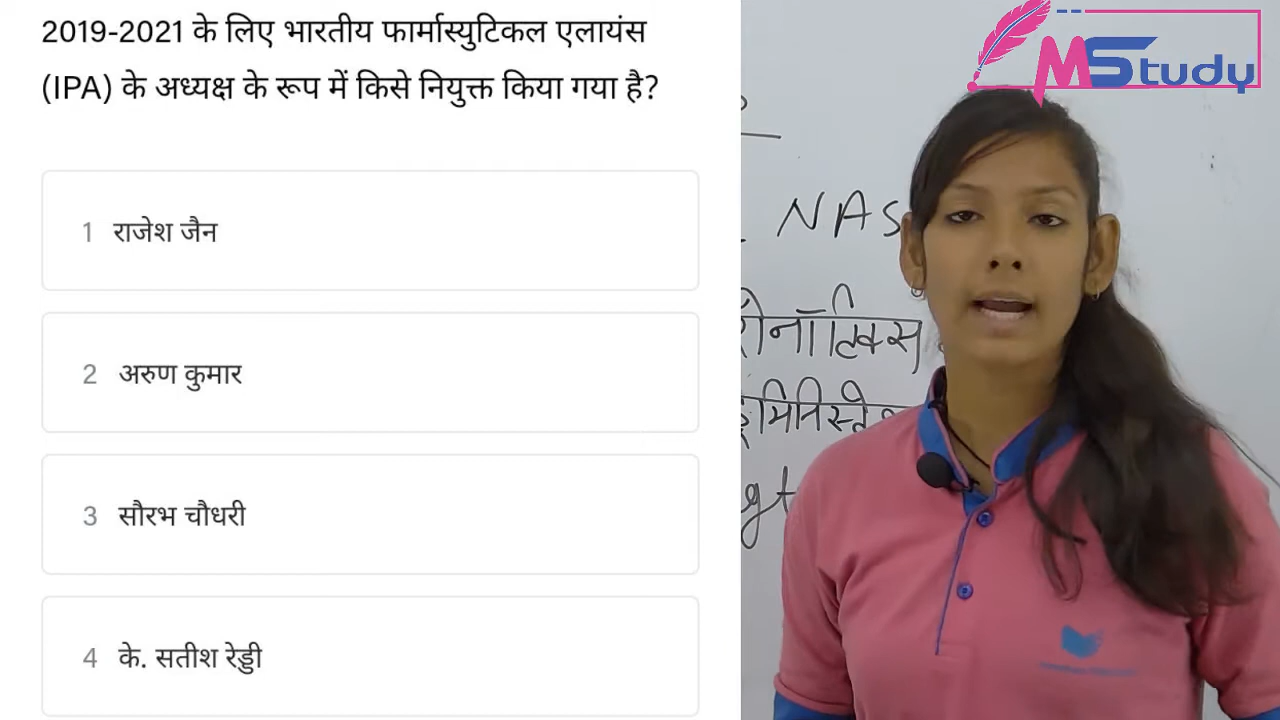 2019-2021 के लिए भारतीय फार्मास्युटिकल एलायंस
(IPA) के अध्यक्ष के रूप में किसे नियुक्त किया गया है?
1 राजेश जैन
2 अरुण कुमार
3 सौरभ चौधरी
4 के. सतीश रेड्डी
MStudy
NAS